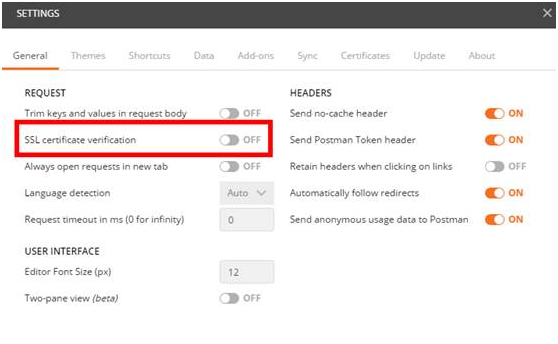 SETTINGS
General Themes Shortcuts Data Add-ons Sync Certificates Update About
REQUEST
Trim keys and values in request body OFF
SSL certificate verification OFF
Always open requests in new tab OFF
Language detection Auto
Request timeout in ms (0 for infinity) 0
USER INTERFACE
Editor Font Size (px) 12
Two-pane view (beta) OFF
HEADERS
Send no-cache header ON
Send Postman Token header ON
Retain headers when clicking on links OFF
Automatically follow redirects ON
Send anonymous usage data to Postman ON